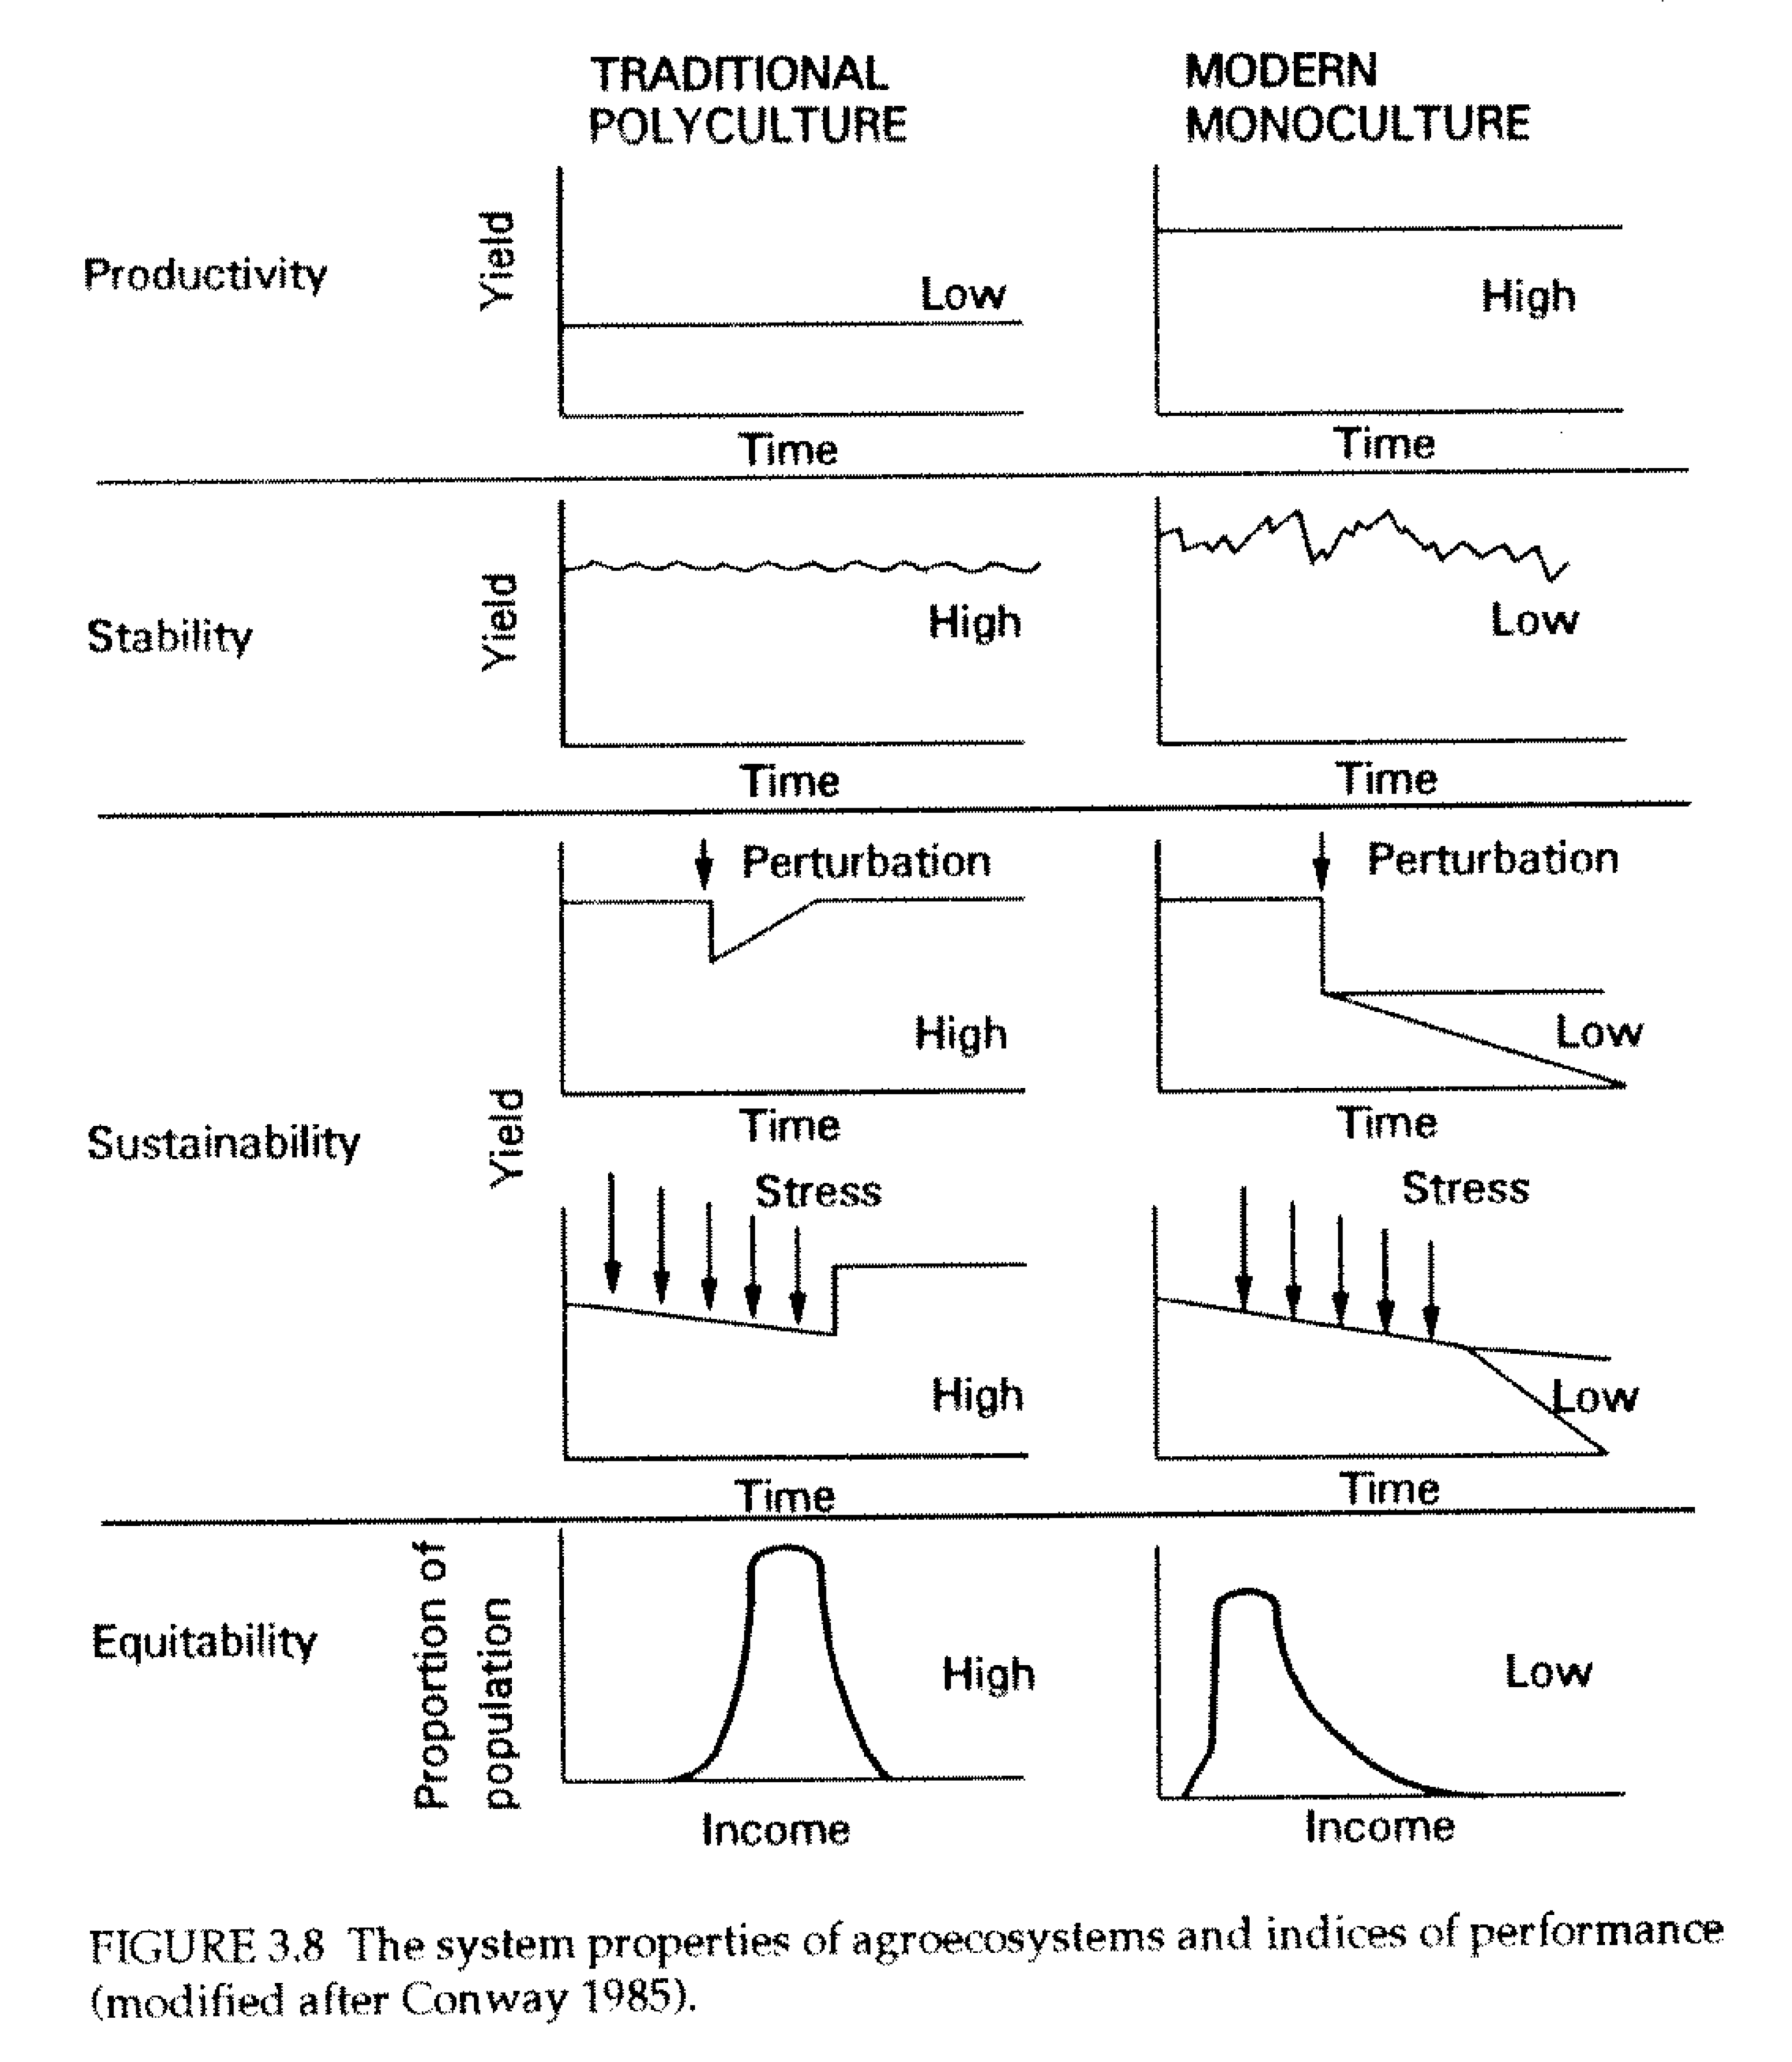 TRADITIONAL
POLYCULTURE
MODERN
MONOCULTURE
Productivity
Yield
Low
Time
High
Time
Stability
Yield
High
Time
Low
Time
Sustainability
Yield
Perturbation
High
Time
Perturbation
Low
Time
Stress
High
Time
Stress
Low
Time
Equitability
Proportion of
population
High
Income
Low
Income
FIGURE 3.8 The system properties of agroecosystems and indices of performance
(modified after Conway 1985).